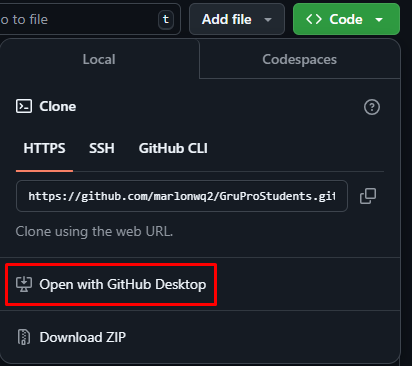 o to file t Add file <> Code
Local Codespaces
Clone
HTTPS SSH GitHub CLI
https://github.com/marlonwq2/GruProStudents.git
Clone using the web URL.
Open with GitHub Desktop
Download ZIP